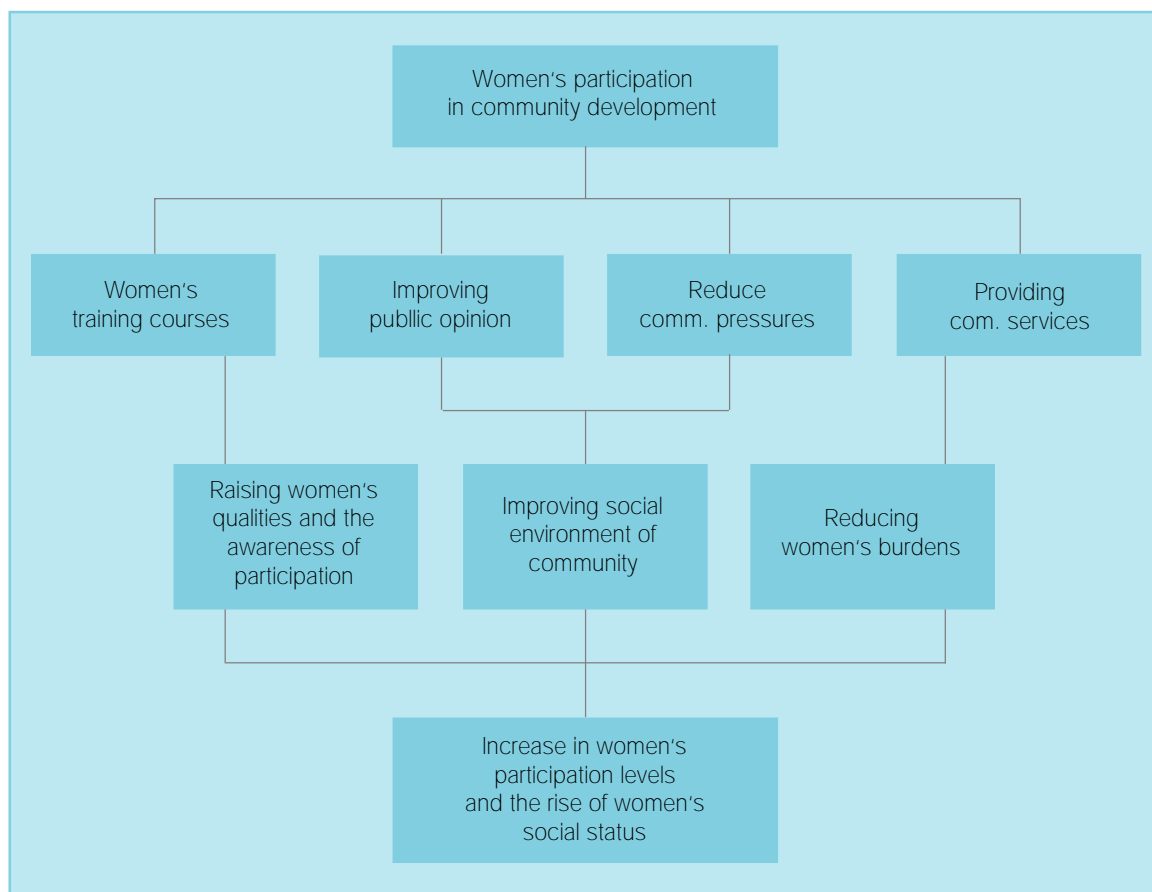 Women's participation
in community development
Women's
training courses
Improving
publlic opinion
Reduce
comm. pressures
Providing
com. services
Raising women's
qualities and the
awareness of
participation
Improving social
environment of
community
Reducing
women's burdens
Increase in women's
participation levels
and the rise of women's
social status